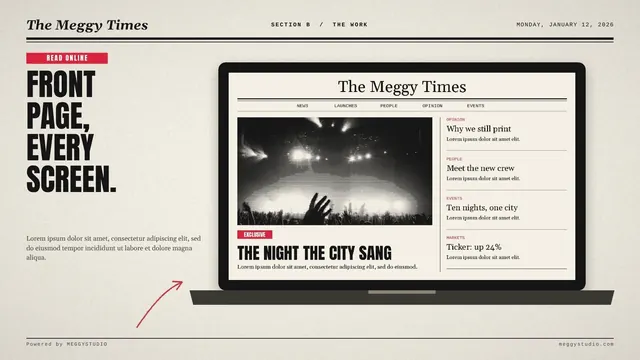 The Meggy Times
SECTION B / THE WORK
MONDAY, JANUARY 12, 2026
READ ONLINE
FRONT
PAGE,
EVERY
SCREEN.
Lorem ipsum dolor sit amet, consectetur adipiscing elit, sed
do eiusmod tempor incididunt ut labore et dolore magna
aliqua.
The Meggy Times
NEWS LAUNCHED PEOPLE OPINION EVENTS
EXCLUSIVE
THE NIGHT THE CITY SANG
Lorem ipsum dolor sit amet, consectetur adipiscing elit, sed do eiusmod.
OPINION
Why we still print
Lorem ipsum dolor sit amet elit.
PEOPLE
Meet the new crew
Lorem ipsum dolor sit amet elit.
EVENTS
Ten nights, one city
Lorem ipsum dolor sit amet elit.
MARKETS
Ticker: up 24%
Lorem ipsum dolor sit amet elit.
Powered by MEGGYSTUDIO
meggystudio.com